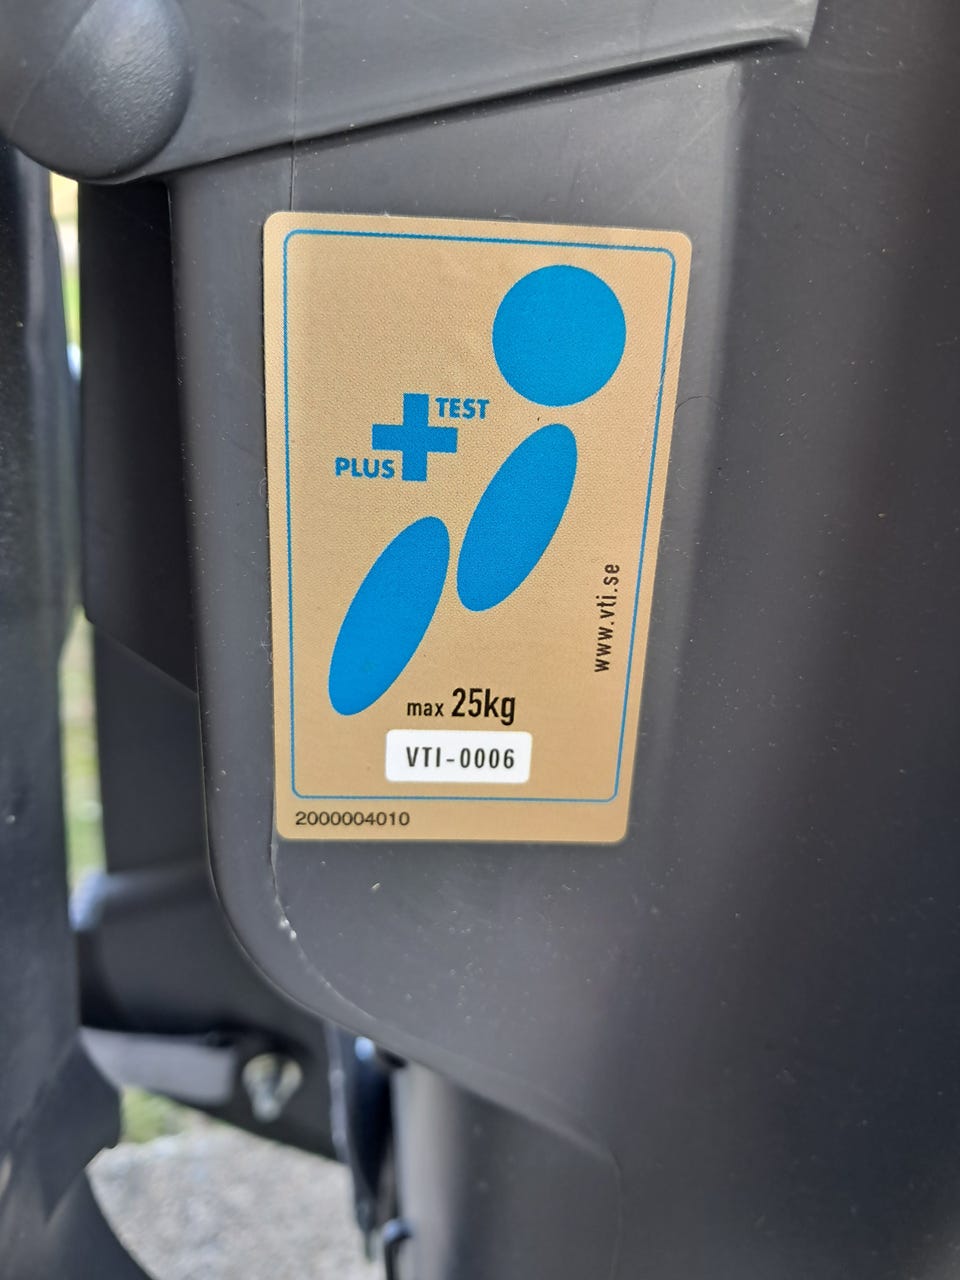 TEST
PLUS
www.vti.se
max 25kg
VTI-0006
2000004010